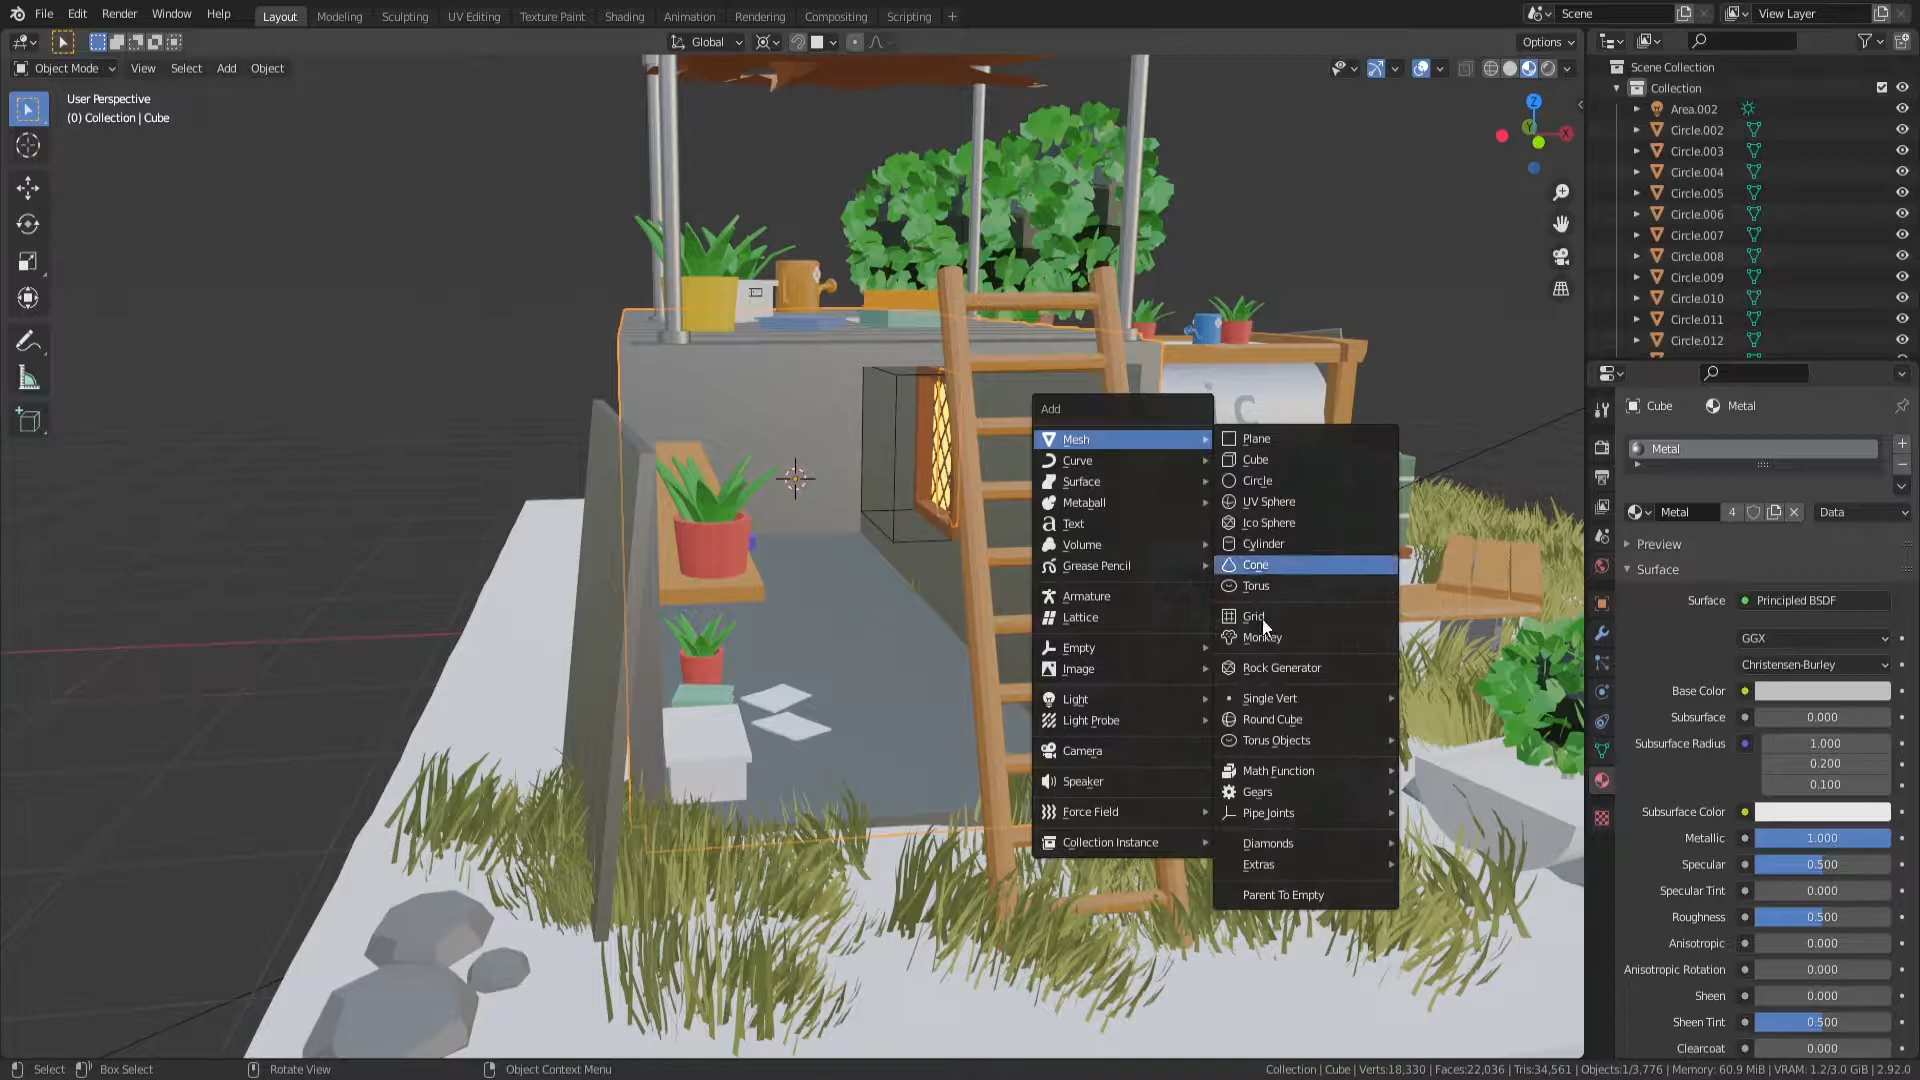 File Edit Render Window Help Layout Modeling Sculpting UV Editing Texture Paint Shading Animation Rendering Compositing Scripting + Scene View Layer
Global Options
Object Mode View Select Add Object
User Perspective
(0) Collection | Cube
Z
Y
X
C
Add
Mesh
Curve
Surface
Metaball
Text
Volume
Grease Pencil
Armature
Lattice
Empty
Image
Light
Light Probe
Camera
Speaker
Force Field
Collection Instance
Plane
Cube
Circle
UV Sphere
Ico Sphere
Cylinder
Cone
Torus
Grid
Monkey
Rock Generator
Single Vert
Round Cube
Torus Objects
Math Function
Gears
Pipe Joints
Diamonds
Extras
Parent To Empty
Scene Collection
Collection
Area.002
Circle.002
Circle.003
Circle.004
Circle.005
Circle.006
Circle.007
Circle.008
Circle.009
Circle.010
Circle.011
Circle.012
Cube Metal
Metal
Metal 4 Data
Preview
Surface
Surface Principled BSDF
GGX
Christensen-Burley
Base Color
Subsurface 0.000
Subsurface Radius 1.000
0.200
0.100
Subsurface Color
Metallic 1.000
Specular 0.500
Specular Tint 0.000
Roughness 0.500
Anisotropic 0.000
Anisotropic Rotation 0.000
Sheen 0.000
Sheen Tint 0.500
Clearcoat 0.000
Select Box Select Rotate View Object Context Menu Collection | Cube | Verts:18,330 | Faces:22,036 | Tris:34,561 | Objects:1/3,776 | Memory: 60.9 MiB | VRAM: 1.2/3.0 GiB | 2.92.0